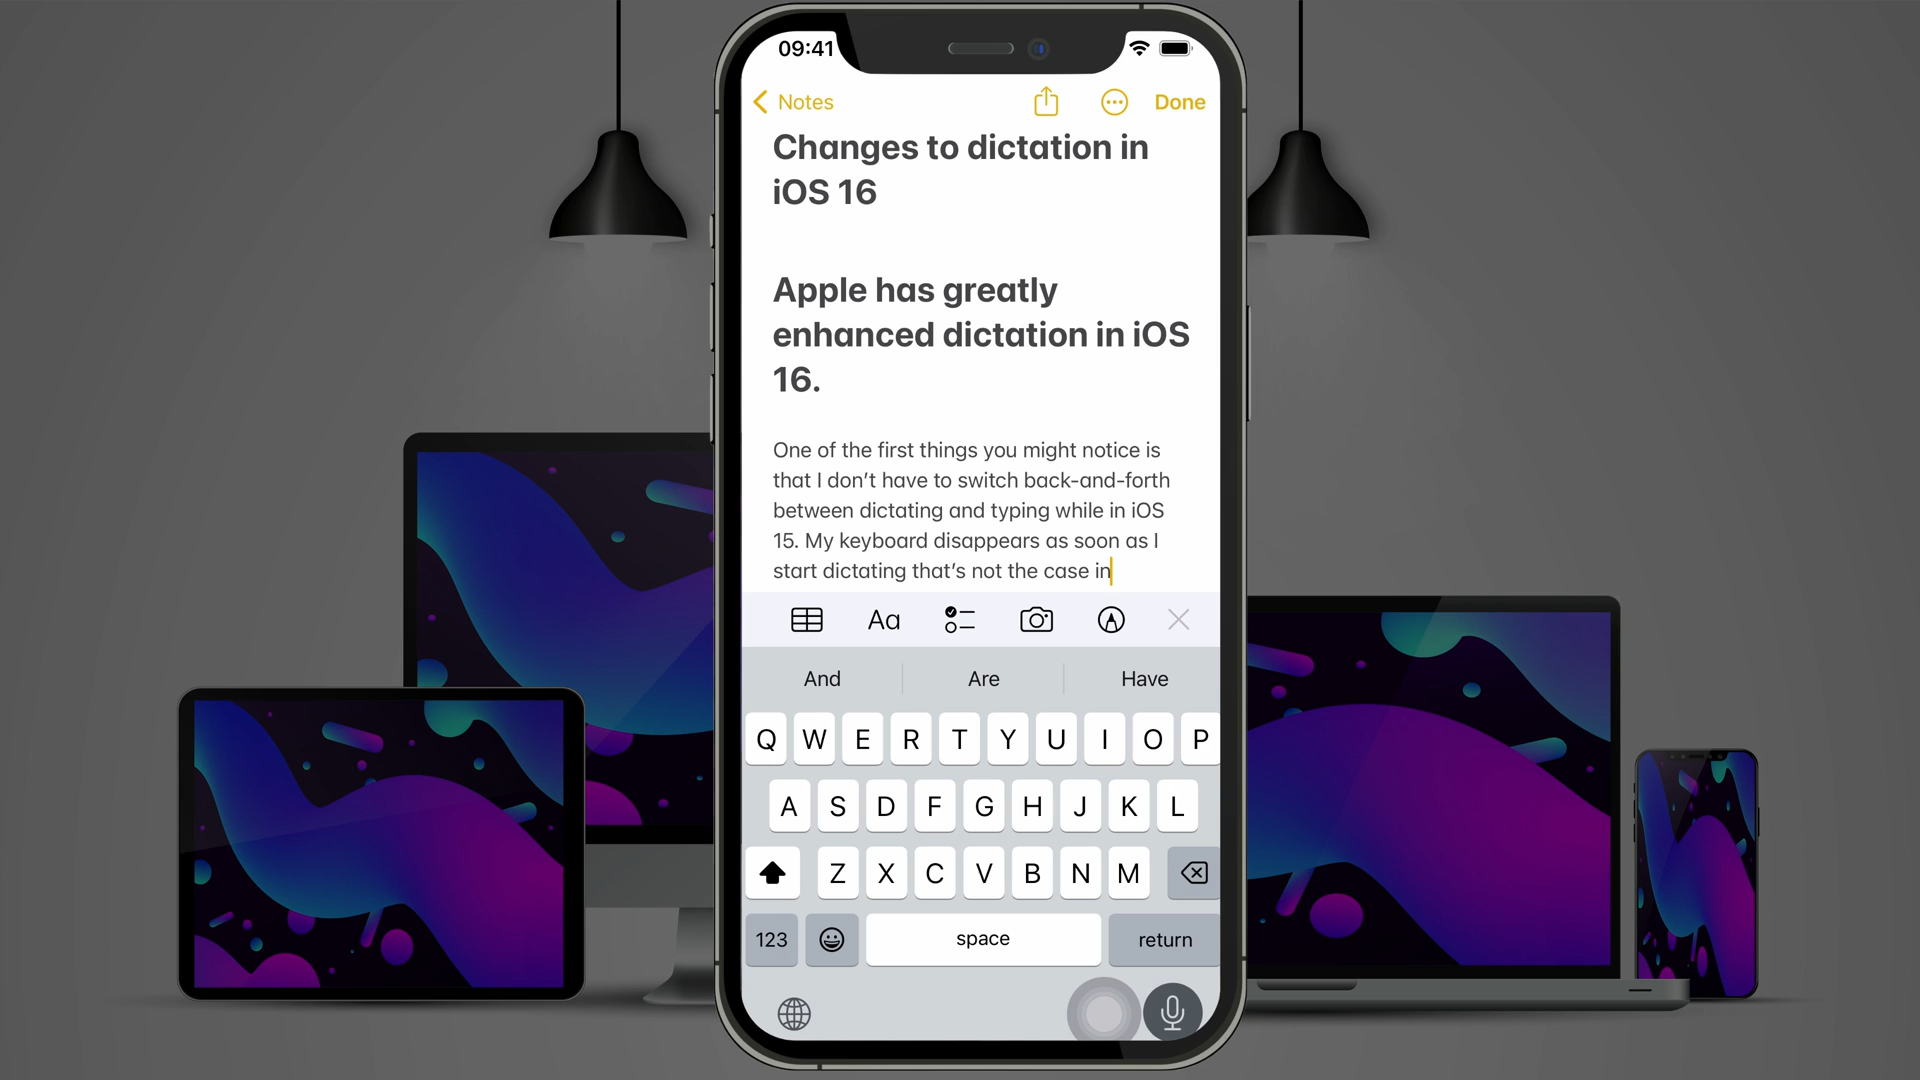 09:41
Notes
Done
Changes to dictation in
iOS 16
Apple has greatly
enhanced dictation in iOS
16.
One of the first things you might notice is
that I don't have to switch back-and-forth
between dictating and typing while in iOS
15. My keyboard disappears as soon as I
start dictating that's not the case in
Aa
And Are Have
Q W E R T Y U I O P
A S D F G H J K L
Z X C V B N M
123 space return